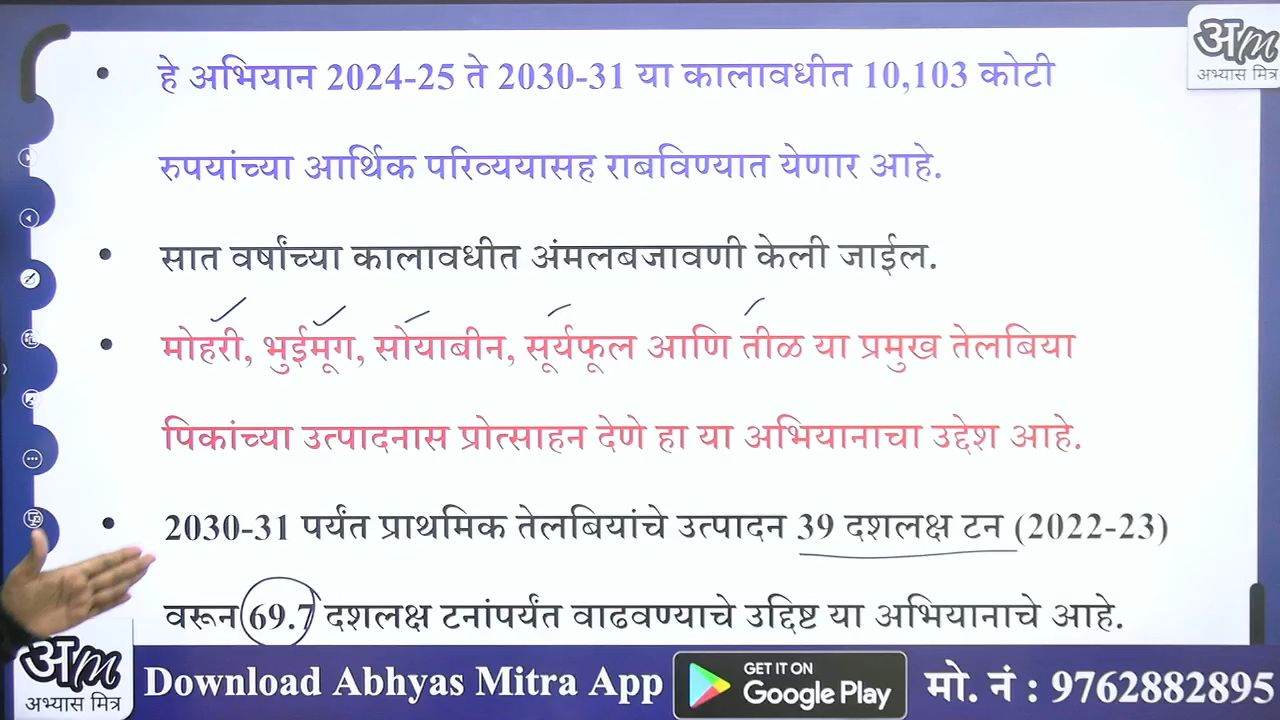 अm
अभ्यास मित्र
हे अभियान 2024-25 ते 2030-31 या कालावधीत 10,103 कोटी
रुपयांच्या आर्थिक परिव्ययासह राबविण्यात येणार आहे.
सात वर्षांच्या कालावधीत अंमलबजावणी केली जाईल.
मोहरी, भुईमूग, सोयाबीन, सूर्यफूल आणि तीळ या प्रमुख तेलबिया
पिकांच्या उत्पादनास प्रोत्साहन देणे हा या अभियानाचा उद्देश आहे.
2030-31 पर्यंत प्राथमिक तेलबियांचे उत्पादन 39 दशलक्ष टन (2022-23)
वरून 69.7 दशलक्ष टनांपर्यंत वाढवण्याचे उद्दिष्ट या अभियानाचे आहे.
अm
अभ्यास मित्र
Download Abhyas Mitra App
GET IT ON
Google Play
मो. नं : 9762882895